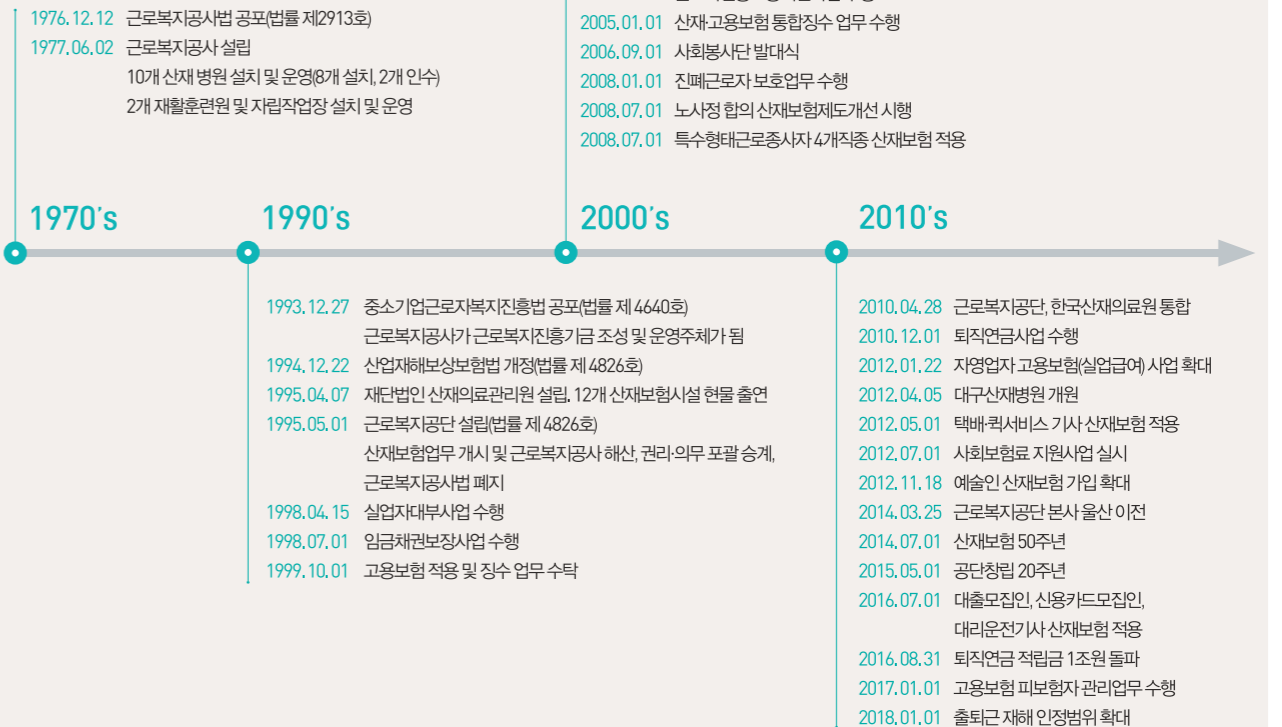 1976.12.12 근로복지공사법 공포(법률 제2913호)
1977.06.02 근로복지공사 설립
10개 산재 병원 설치 및 운영(8개 설치, 2개 인수)
2개 재활훈련원 및 자립작업장 설치 및 운영
2005.01.01 산재·고용보험 통합징수 업무 수행
2006.09.01 사회봉사단 발대식
2008.01.01 진폐근로자 보호업무 수행
2008.07.01 노사정 합의 산재보험제도개선 시행
2008.07.01 특수형태근로종사자 4개직종 산재보험 적용
1970's
1990's
2000's
2010's
1993.12.27 중소기업근로자복지진흥법 공포(법률 제 4640호)
근로복지공사가 근로복지진흥기금 조성 및 운영주체가 됨
1994.12.22 산업재해보상보험법 개정(법률 제 4826호)
1995.04.07 재단법인 산재의료관리원 설립. 12개 산재보험시설 현물 출연
1995.05.01 근로복지공단 설립(법률 제 4826호)
산재보험업무 개시 및 근로복지공사 해산, 권리·의무 포괄 승계,
근로복지공사법 폐지
1998.04.15 실업자대부사업 수행
1998.07.01 임금채권보장사업 수행
1999.10.01 고용보험 적용 및 징수 업무 수탁
2010.04.28 근로복지공단, 한국산재의료원 통합
2010.12.01 퇴직연금사업 수행
2012.01.22 자영업자 고용보험(실업급여) 사업 확대
2012.04.05 대구산재병원 개원
2012.05.01 택배·퀵서비스 기사 산재보험 적용
2012.07.01 사회보험료 지원사업 실시
2012.11.18 예술인 산재보험 가입 확대
2014.03.25 근로복지공단 본사 울산 이전
2014.07.01 산재보험 50주년
2015.05.01 공단창립 20주년
2016.07.01 대출모집인, 신용카드모집인,
대리운전기사 산재보험 적용
2016.08.31 퇴직연금 적립금 1조원 돌파
2017.01.01 고용보험 피보험자 관리업무 수행
2018.01.01 출퇴근 재해 인정범위 확대